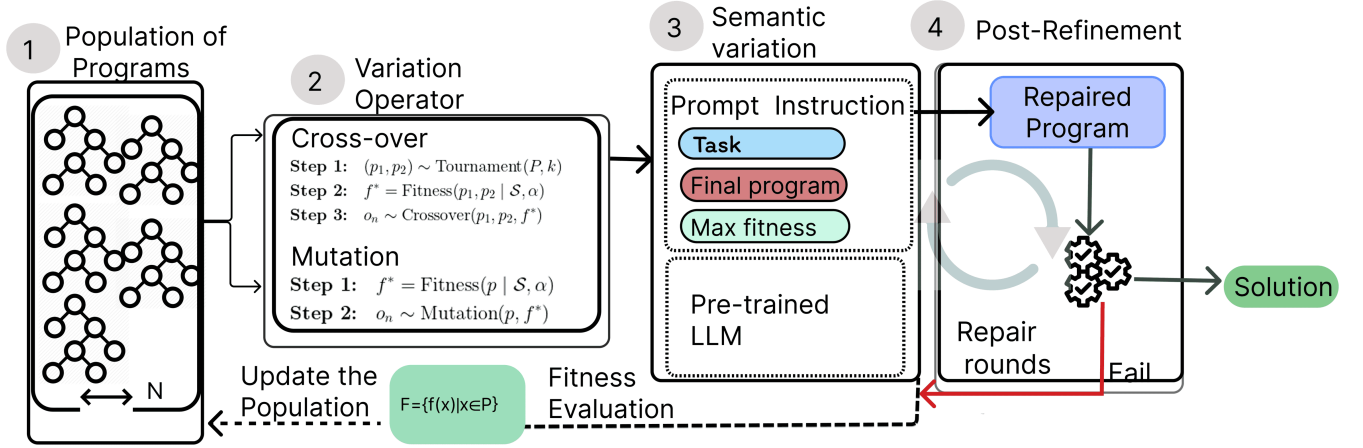 1
Population of
Programs
N
2
Variation
Operator
Cross-over
Step 1: (p₁, p₂) ∼ Tournament(P, k)
Step 2: f* = Fitness(p₁, p₂ | 𝒮, α)
Step 3: oₙ ∼ Crossover(p₁, p₂, f*)
Mutation
Step 1: f* = Fitness(p | 𝒮, α)
Step 2: oₙ ∼ Mutation(p, f*)
3
Semantic
variation
Prompt Instruction
Task
Final program
Max fitness
Pre-trained
LLM
4
Post-Refinement
Repaired
Program
Repair
rounds
Fail
Solution
Update the
Population
F={f(x)|x∈P}
Fitness
Evaluation